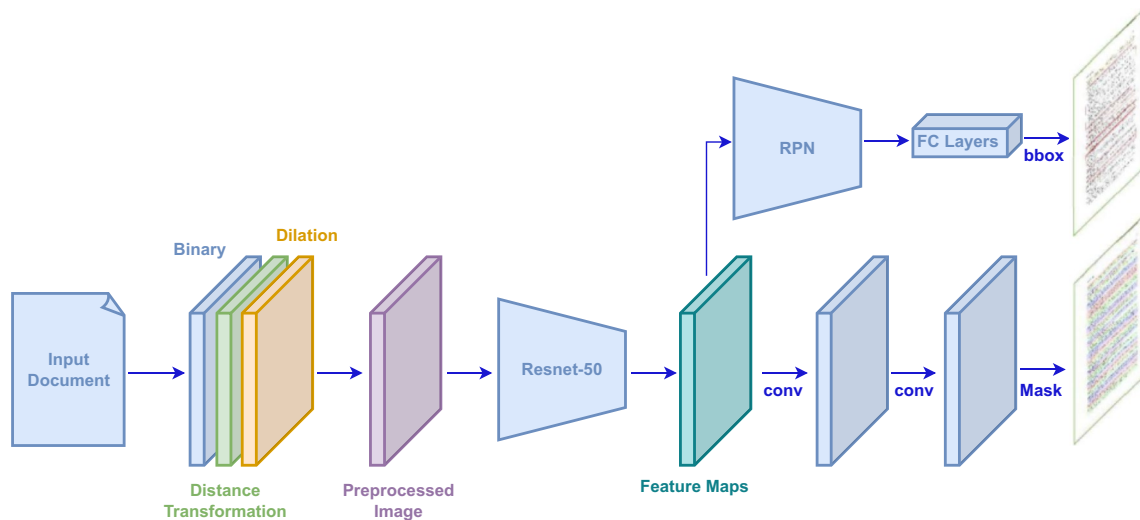 RPN
FC Layers
bbox
Dilation
Binary
Input
Document
Resnet-50
conv
conv
Mask
Distance
Transformation
Preprocessed
Image
Feature Maps